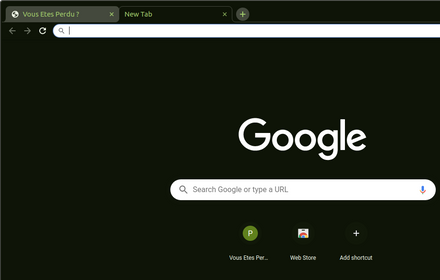 Vous Etes Perdu ?
New Tab
Google
Search Google or type a URL
P
Vous Etes Per...
Web Store
Add shortcut